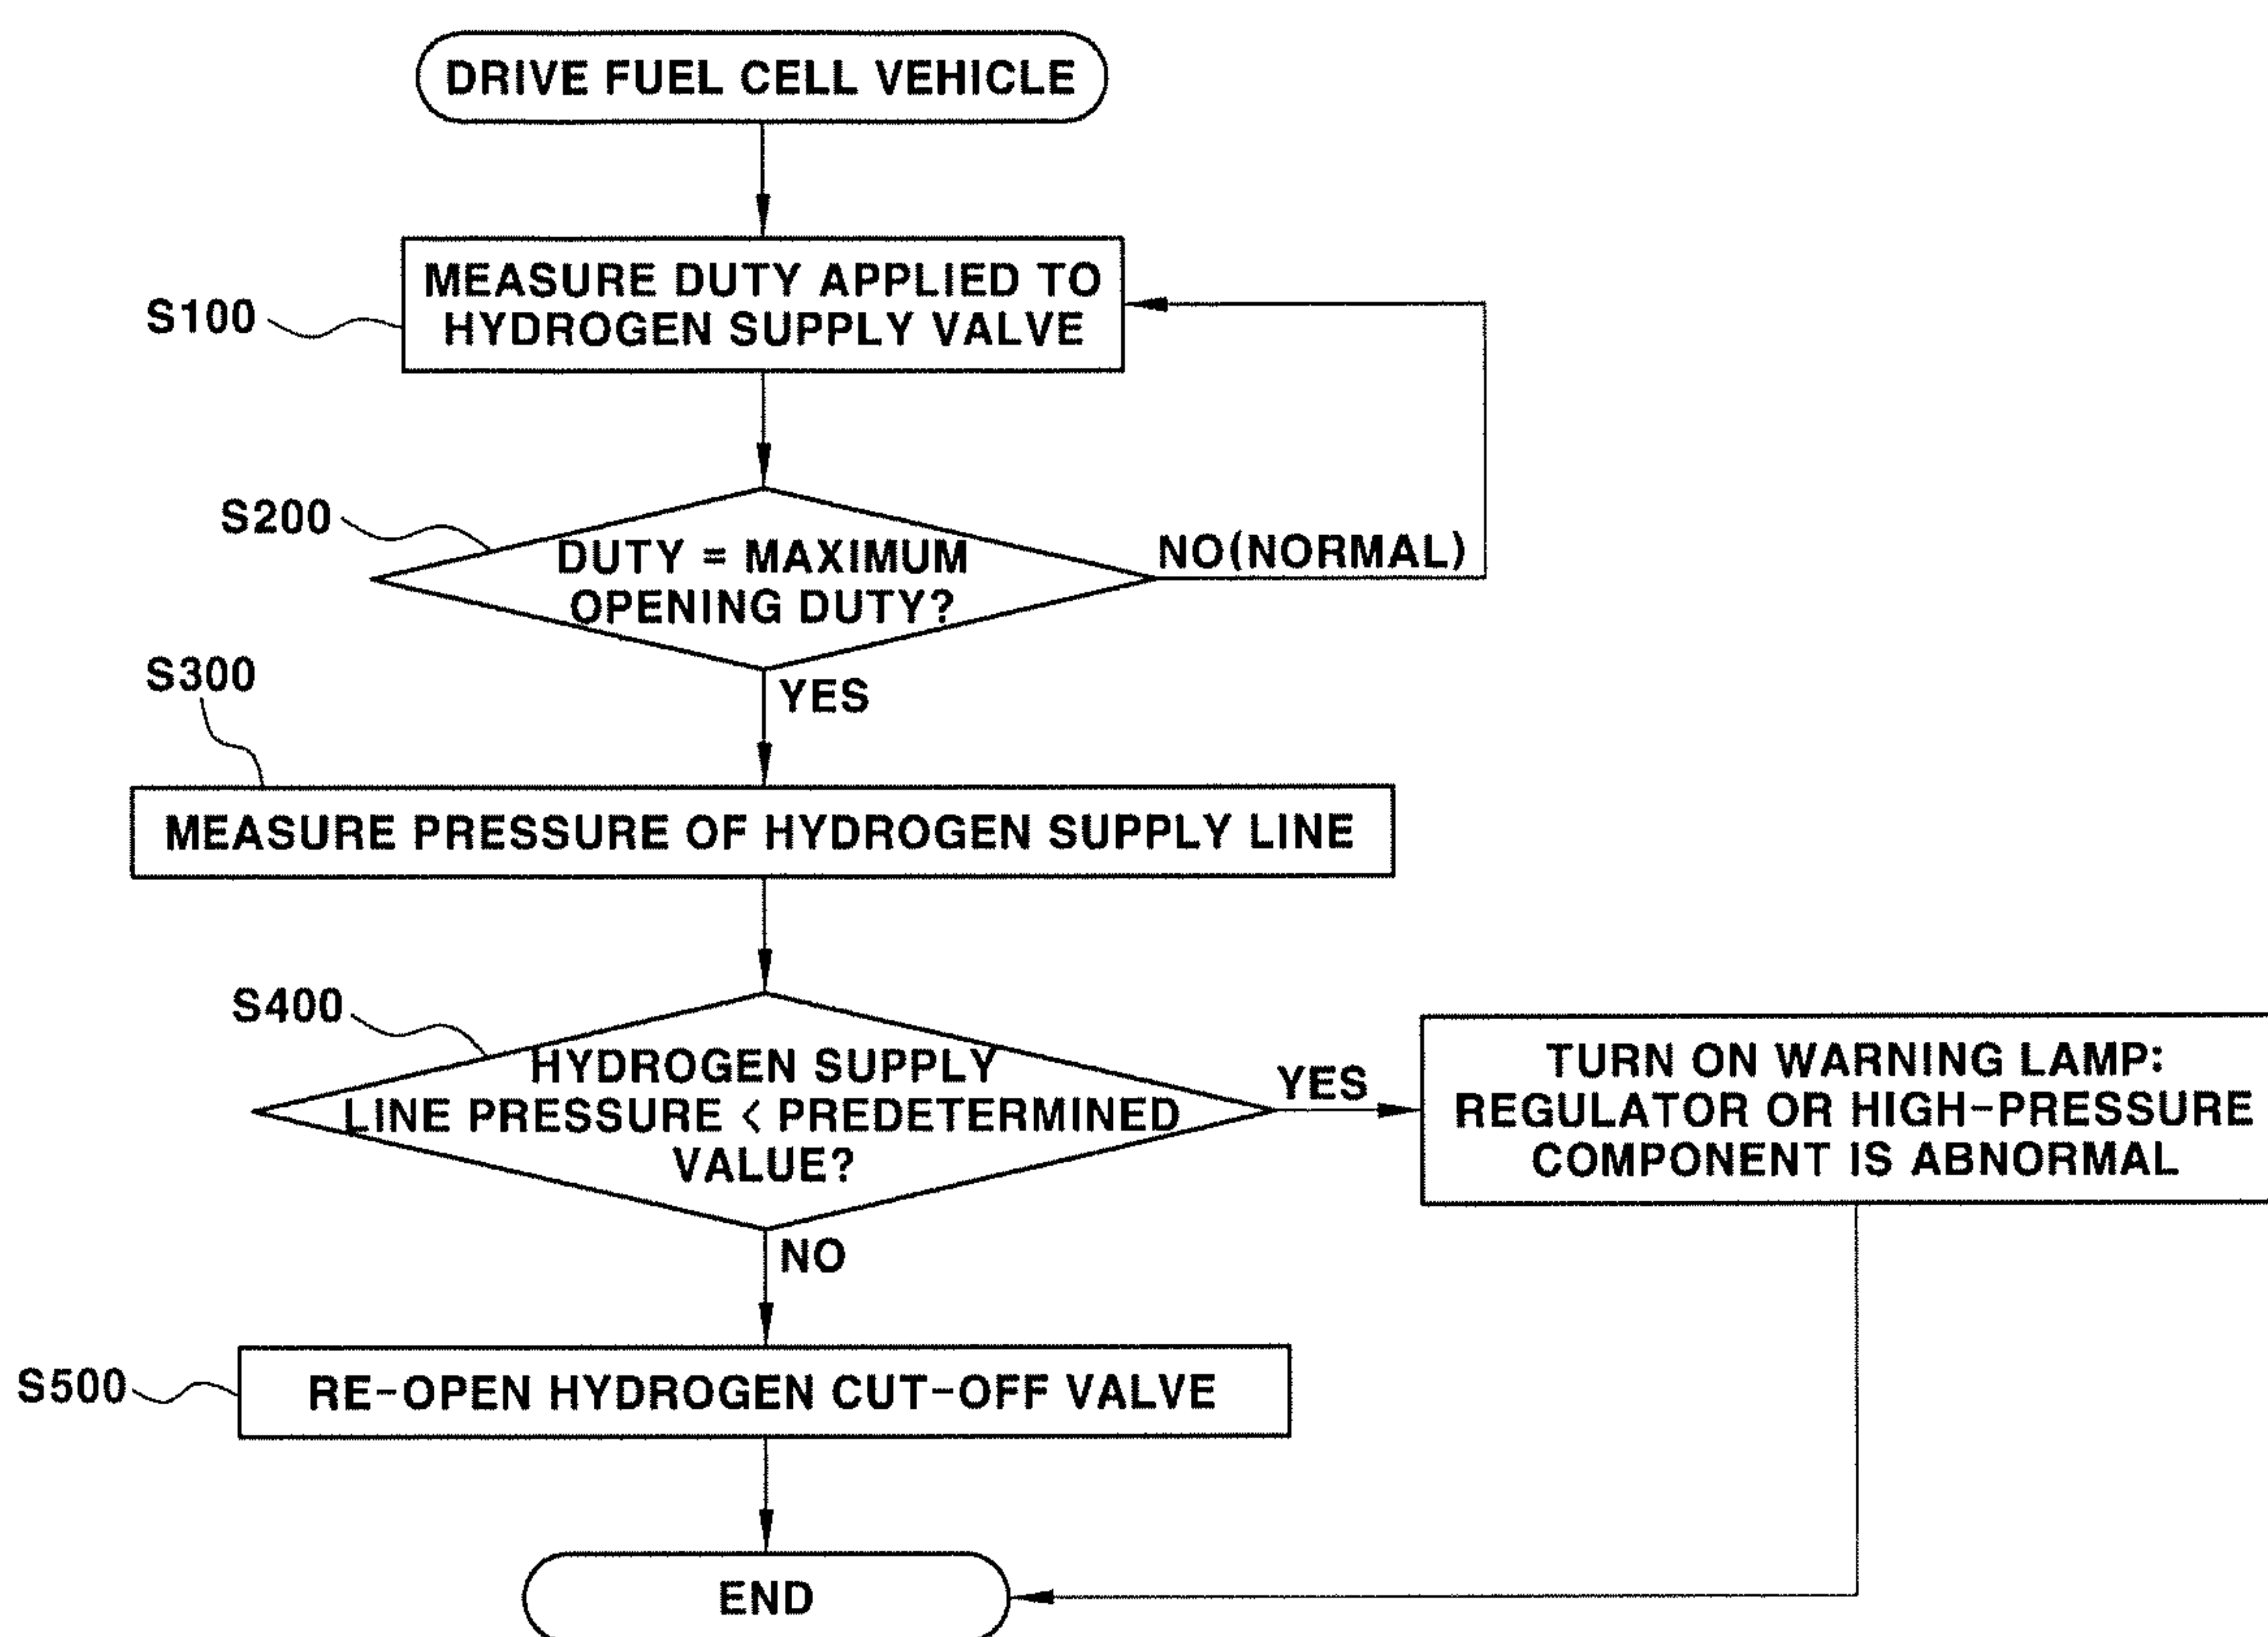 DRIVE FUEL CELL VEHICLE
S100
MEASURE DUTY APPLIED TO
HYDROGEN SUPPLY VALVE
S200
DUTY = MAXIMUM
OPENING DUTY?
NO(NORMAL)
YES
S300
MEASURE PRESSURE OF HYDROGEN SUPPLY LINE
S400
HYDROGEN SUPPLY
LINE PRESSURE < PREDETERMINED
VALUE?
YES
TURN ON WARNING LAMP:
REGULATOR OR HIGH-PRESSURE
COMPONENT IS ABNORMAL
NO
S500
RE-OPEN HYDROGEN CUT-OFF VALVE
END